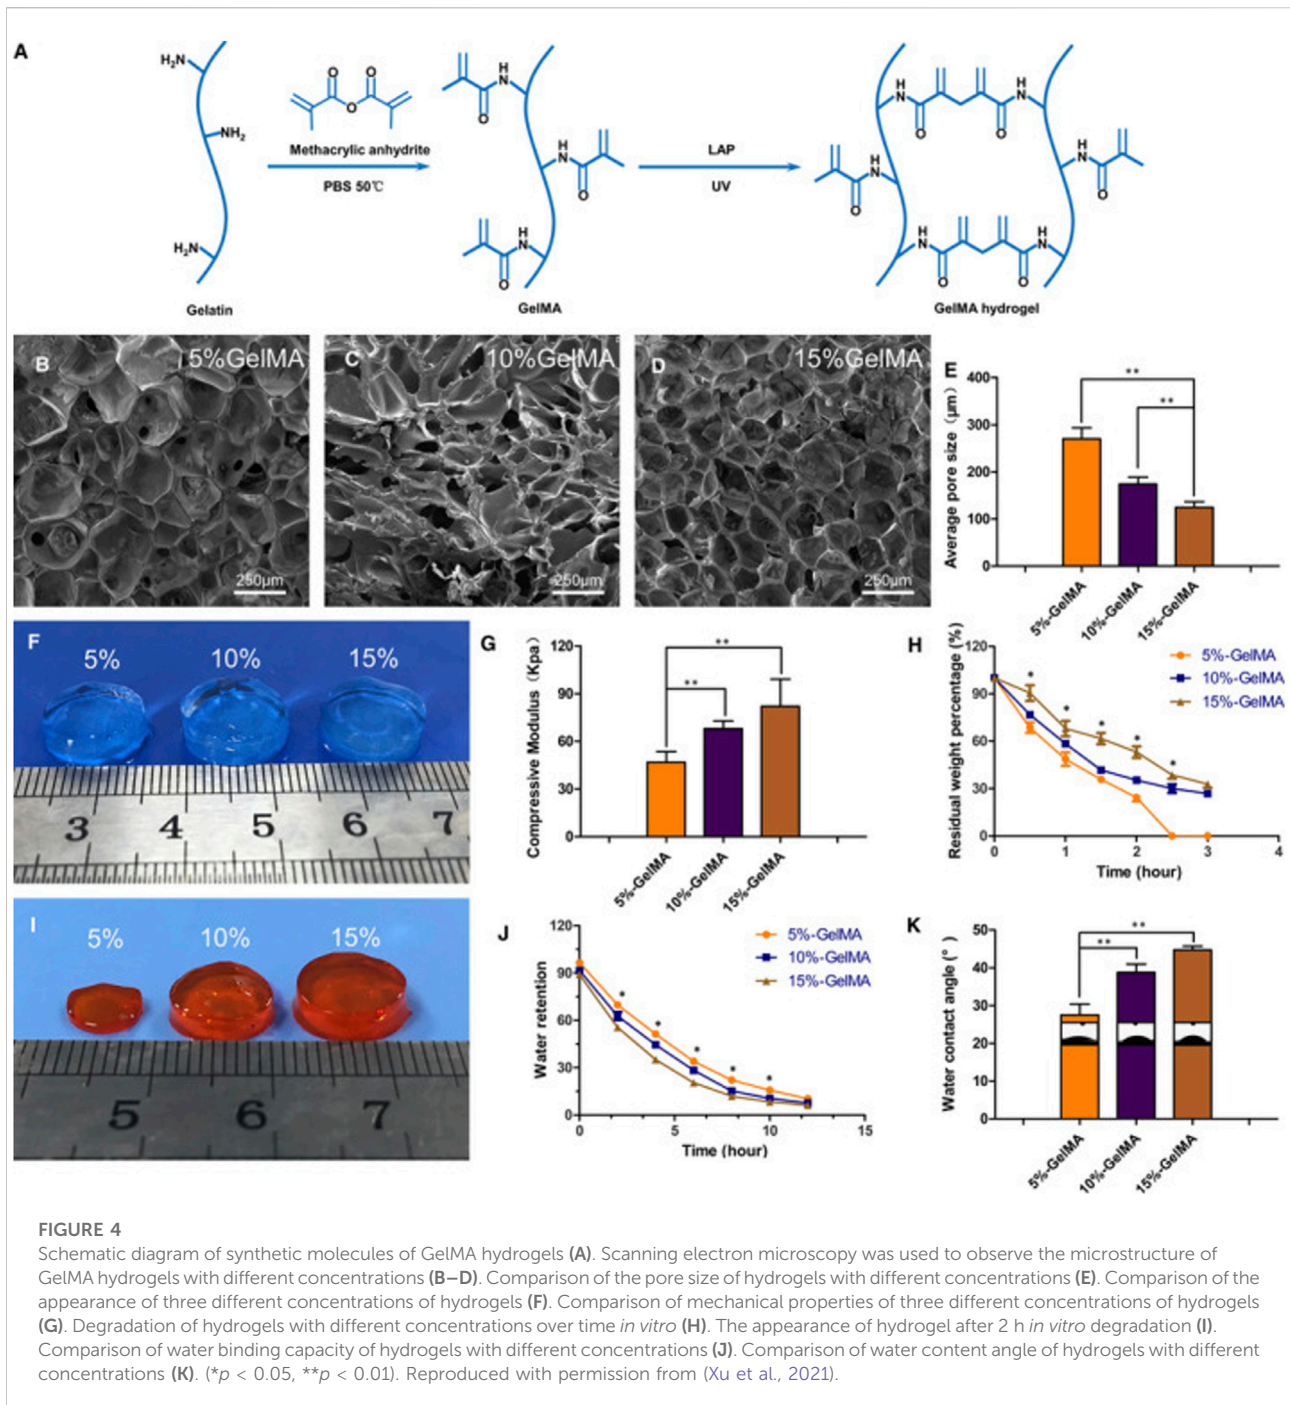 A
H₂N
NH₂
H₂N
Gelatin
O
O
O
Methacrylic anhydrite
PBS 50℃
H
N
O
H
N
O
H
N
O
GelMA
LAP
UV
H
N
O
O
H
N
H
N
O
H
N
O
H
N
O
O
H
N
GelMA hydrogel
B
5%GelMA
250μm
C
10%GelMA
250μm
D
15%GelMA
250μm
E
Average pore size (μm)
400
300
200
100
0
**
**
5%-GelMA
10%-GelMA
15%-GelMA
F
5%
10%
15%
3
4
5
6
7
G
Compressive Modulus (Kpa)
120
90
60
30
0
**
**
5%-GelMA
10%-GelMA
15%-GelMA
H
Residual weight percentage (%)
120
90
60
30
0
*
*
*
*
*
5%-GelMA
10%-GelMA
15%-GelMA
0
1
2
3
4
Time (hour)
I
5%
10%
15%
5
6
7
J
Water retention
120
90
60
30
0
*
*
*
*
*
5%-GelMA
10%-GelMA
15%-GelMA
0
5
10
15
Time (hour)
K
Water contact angle (°)
50
40
30
20
10
0
**
**
5%-GelMA
10%-GelMA
15%-GelMA
FIGURE 4
Schematic diagram of synthetic molecules of GelMA hydrogels (A). Scanning electron microscopy was used to observe the microstructure of
GelMA hydrogels with different concentrations (B–D). Comparison of the pore size of hydrogels with different concentrations (E). Comparison of the
appearance of three different concentrations of hydrogels (F). Comparison of mechanical properties of three different concentrations of hydrogels
(G). Degradation of hydrogels with different concentrations over time in vitro (H). The appearance of hydrogel after 2 h in vitro degradation (I).
Comparison of water binding capacity of hydrogels with different concentrations (J). Comparison of water content angle of hydrogels with different
concentrations (K). (*p < 0.05, **p < 0.01). Reproduced with permission from (Xu et al., 2021).